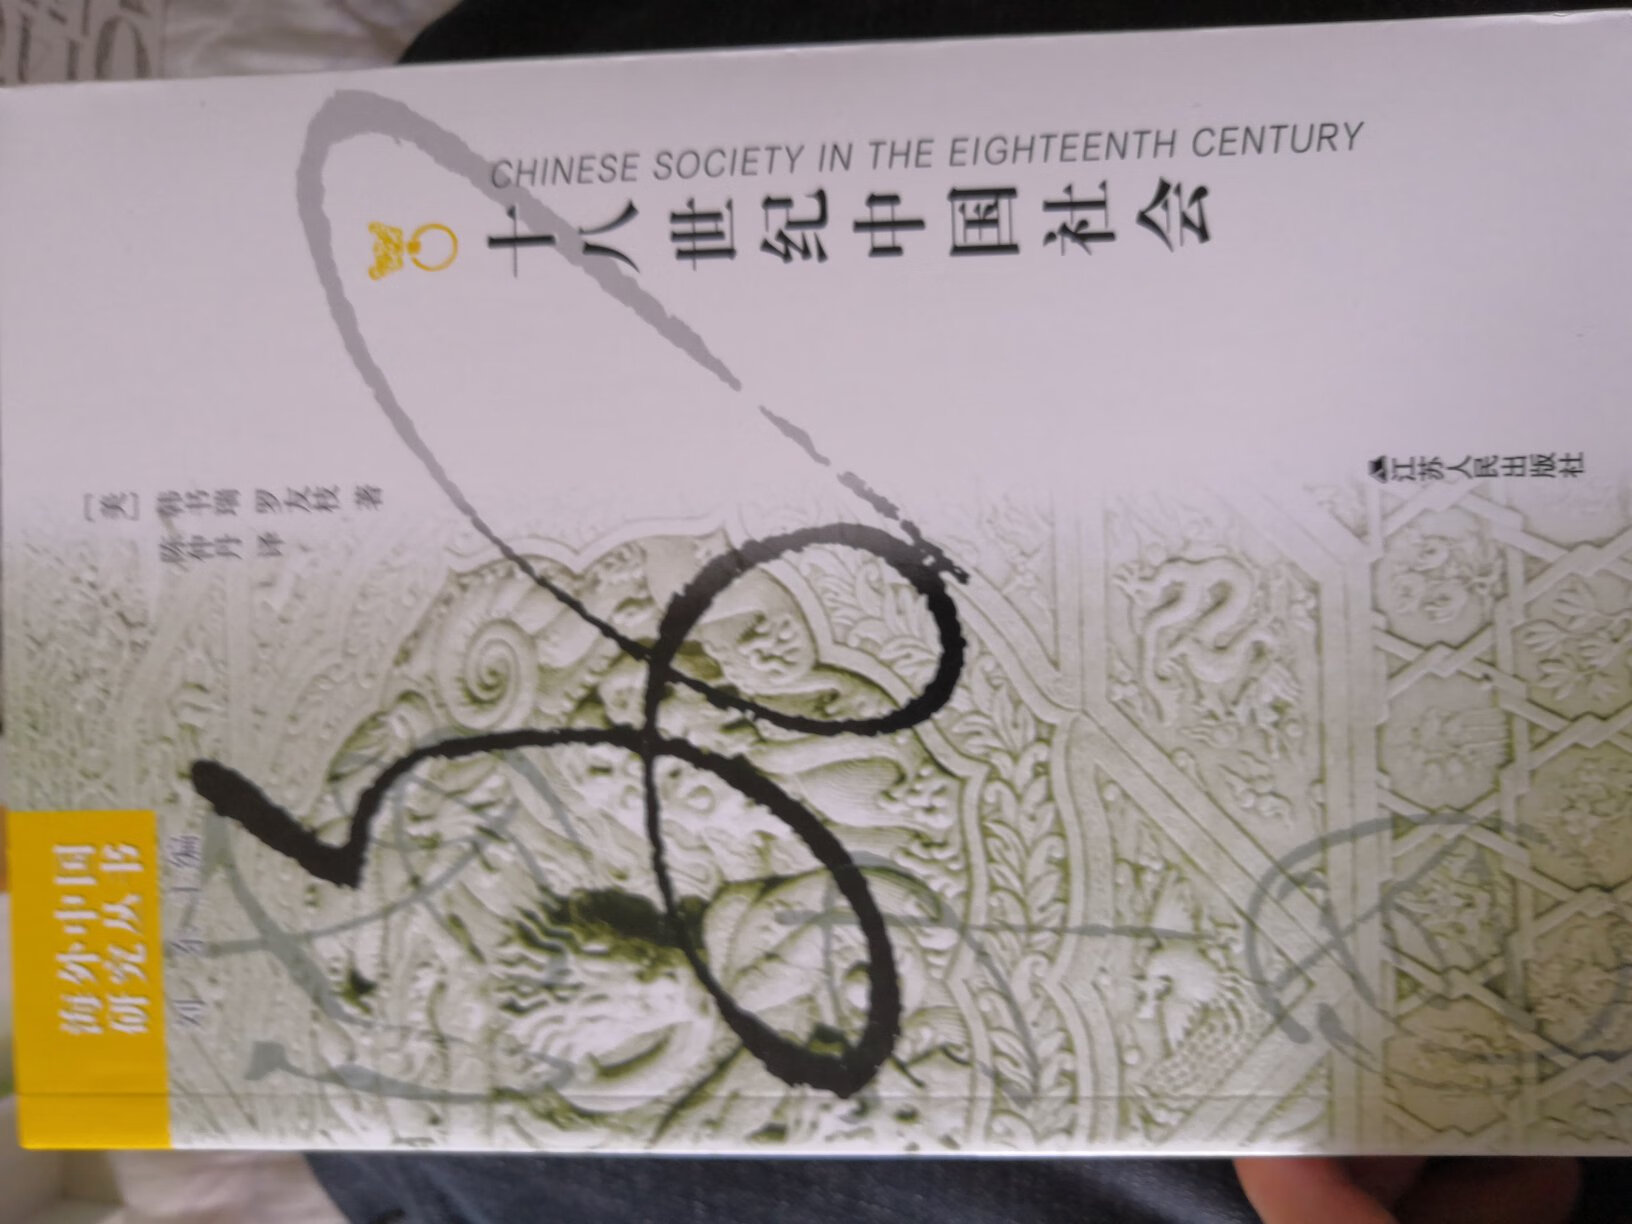 海外中国
研究丛书
刘 东 主编
[美] 韩书瑞 罗友枝 著
陈仲丹 译
十八世纪中国社会
CHINESE SOCIETY IN THE EIGHTEENTH CENTURY
江苏人民出版社